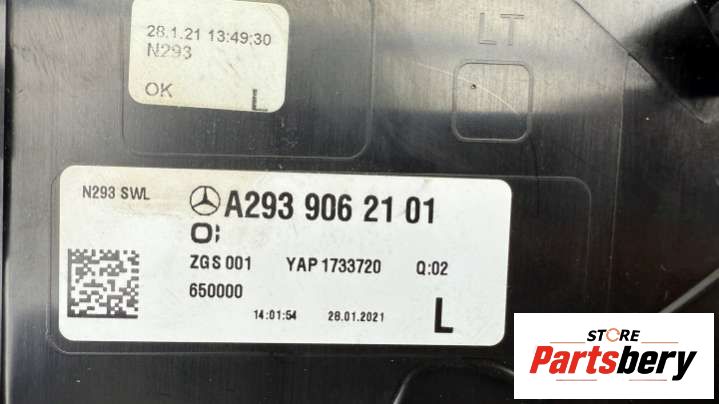 28.1.21 13:49:30
N293
OK L
LT
N293 SWL A293 906 21 01
O;
ZGS 001 YAP 1733720 Q:02
650000
14:01:54 28.01.2021 L
STORE
Partsbery